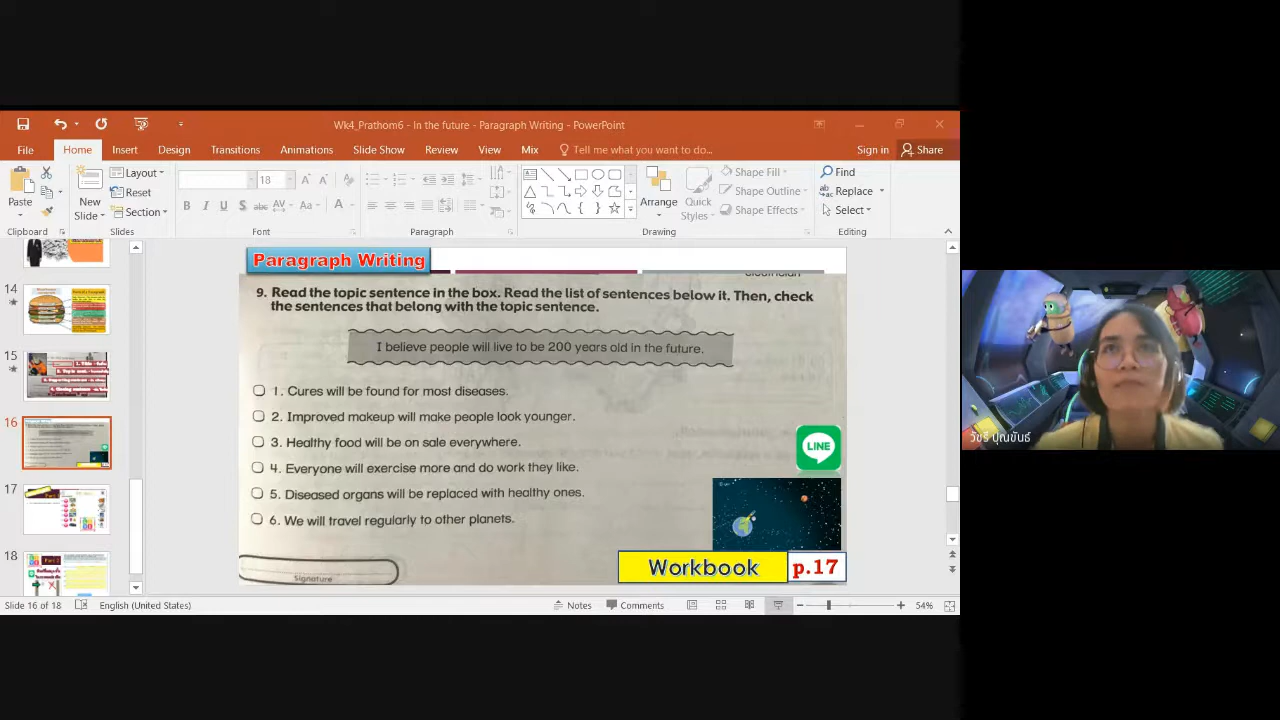 Wk4_Prathom6 - In the future - Paragraph Writing - PowerPoint
File Home Insert Design Transitions Animations Slide Show Review View Mix Tell me what you want to do... Sign in Share
Paste
Clipboard
New Slide
Layout
Reset
Section
Slides
18
B I U S abc AV Aa A
Font
Paragraph
Arrange
Quick Styles
Shape Fill
Shape Outline
Shape Effects
Drawing
Find
Replace
Select
Editing
14
15
16
17
18
Paragraph Writing
9. Read the topic sentence in the box. Read the list of sentences below it. Then, check
the sentences that belong with the topic sentence.
I believe people will live to be 200 years old in the future.
1. Cures will be found for most diseases.
2. Improved makeup will make people look younger.
3. Healthy food will be on sale everywhere.
4. Everyone will exercise more and do work they like.
5. Diseased organs will be replaced with healthy ones.
6. We will travel regularly to other planets.
LINE
Signature
Workbook p.17
Slide 16 of 18 English (United States) Notes Comments 54%
วัชรี ปุณขันธ์